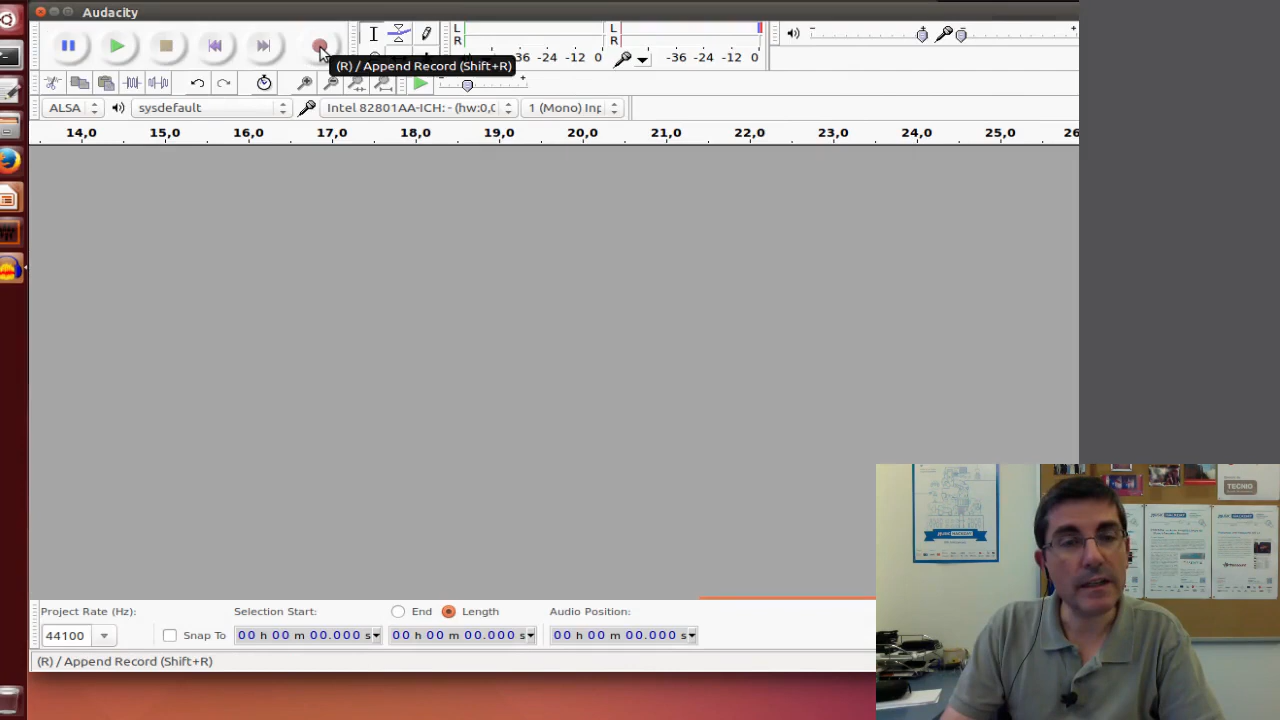 Audacity
L
R
-36 -24 -12 0
L
R
-36 -24 -12 0
(R) / Append Record (Shift+R)
ALSA
sysdefault
Intel 82801AA-ICH: - (hw:0,0
1 (Mono) Inp
14,0 15,0 16,0 17,0 18,0 19,0 20,0 21,0 22,0 23,0 24,0 25,0 26
Project Rate (Hz):
Selection Start:
End
Length
Audio Position:
44100
Snap To
00 h 00 m 00.000 s
00 h 00 m 00.000 s
00 h 00 m 00.000 s
(R) / Append Record (Shift+R)
TECNIO